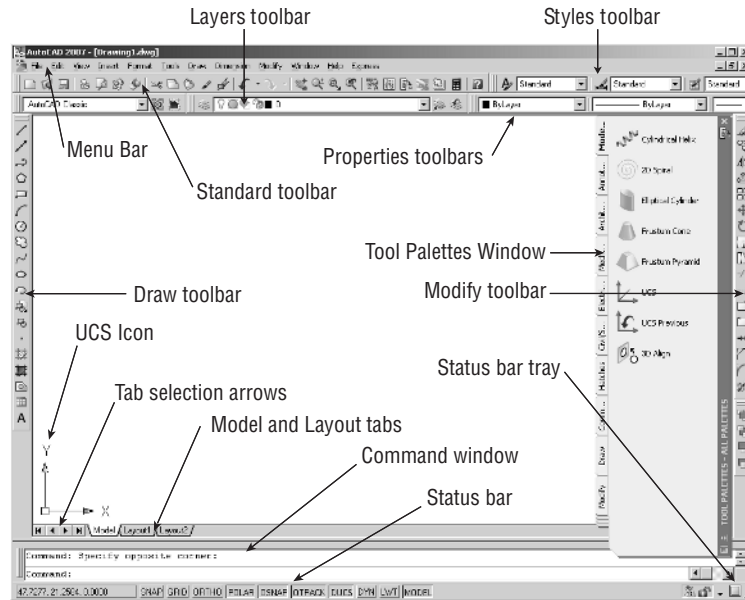 Layers toolbar
Styles toolbar
AutoCAD 2007 - [Drawing1.dwg]
File Edit View Insert Format Tools Draw Dimension Modify Window Help Express
Standard Standard Standard
AutoCAD Classic 0 ByLayer ByLayer
Menu Bar
Properties toolbars
Standard toolbar
Cylindrical Helix
2D Spiral
Elliptical Cylinder
Frustum Cone
Frustum Pyramid
UCS
UCS Previous
3D Align
Tool Palettes Window
Modify toolbar
Draw toolbar
UCS Icon
Status bar tray
Tab selection arrows
Model and Layout tabs
Command window
Status bar
Hatches
Draw
Modify
TOOL PALETTES - ALL PALETTES
A
Y
X
Model Layout1 Layout2
Command: Specify opposite corner:
Command:
SNAP GRID ORTHO POLAR OSNAP OTRACK DUCS DYN LWT MODEL